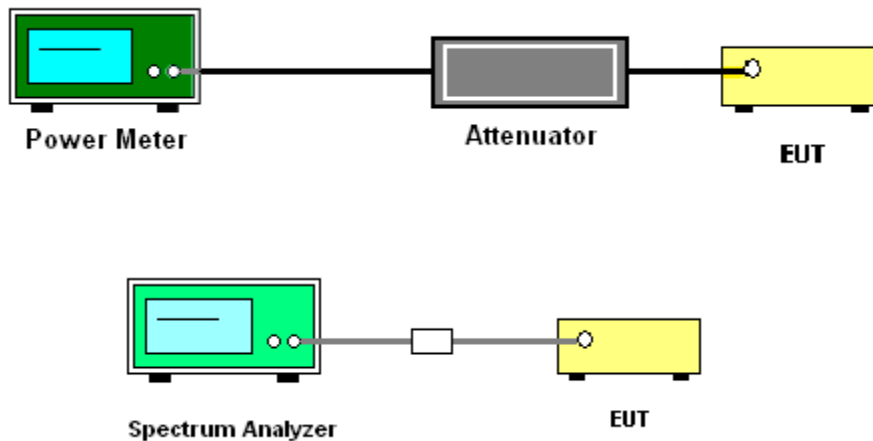 Power Meter
Attenuator
EUT
Spectrum Analyzer
EUT